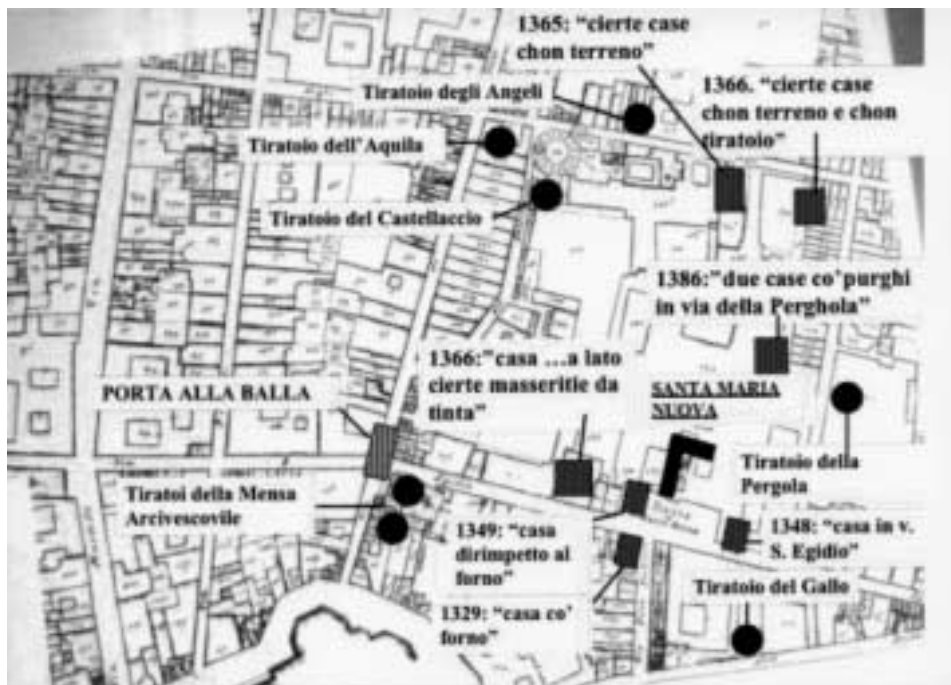 1365: “cierte case
chon terreno”
1366. “cierte case
chon terreno e chon
tiratoio”
Tiratoio degli Angeli
Tiratoio dell’Aquila
Tiratoio del Castellaccio
1386:”due case co’purghi
in via della Perghola”
1366:”casa …a lato
cierte masseritie da
tinta”
PORTA ALLA BALLA
SANTA MARIA
NUOVA
Tiratoio della
Pergola
Tiratoi della Mensa
Arcivescovile
1349: “casa
dirimpetto al
forno”
1348: “casa in v.
S. Egidio”
1329: “casa co’
forno”
Tiratoio del Gallo